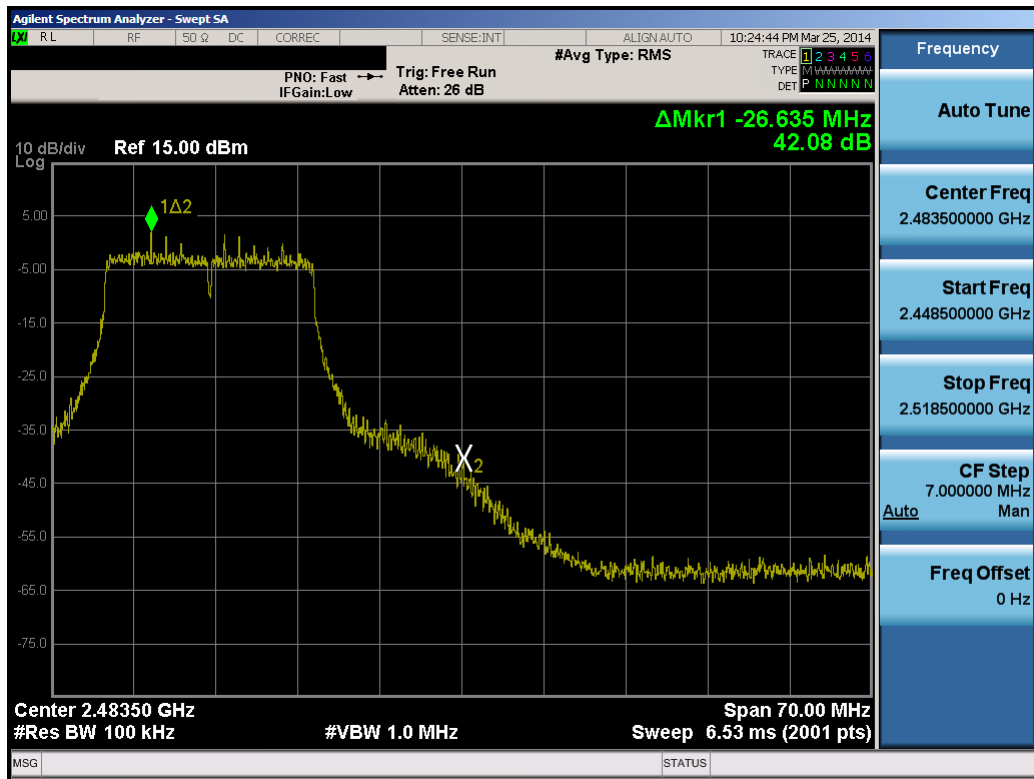 Agilent Spectrum Analyzer - Swept SA
LXI RL RF 50 Ω DC CORREC SENSE:INT ALIGN AUTO 10:24:44 PM Mar 25, 2014
#Avg Type: RMS
TRACE 1 2 3 4 5 6
TYPE M WWWWW
DET P N N N N N
PNO: Fast
IFGain:Low
Trig: Free Run
Atten: 26 dB
ΔMkr1 -26.635 MHz
42.08 dB
10 dB/div
Log
Ref 15.00 dBm
5.00
-5.00
-15.0
-25.0
-35.0
-45.0
-55.0
-65.0
-75.0
1Δ2
X2
Center 2.48350 GHz
Span 70.00 MHz
#Res BW 100 kHz
#VBW 1.0 MHz
Sweep 6.53 ms (2001 pts)
MSG
STATUS
Frequency
Auto Tune
Center Freq
2.483500000 GHz
Start Freq
2.448500000 GHz
Stop Freq
2.518500000 GHz
CF Step
7.000000 MHz
Auto Man
Freq Offset
0 Hz